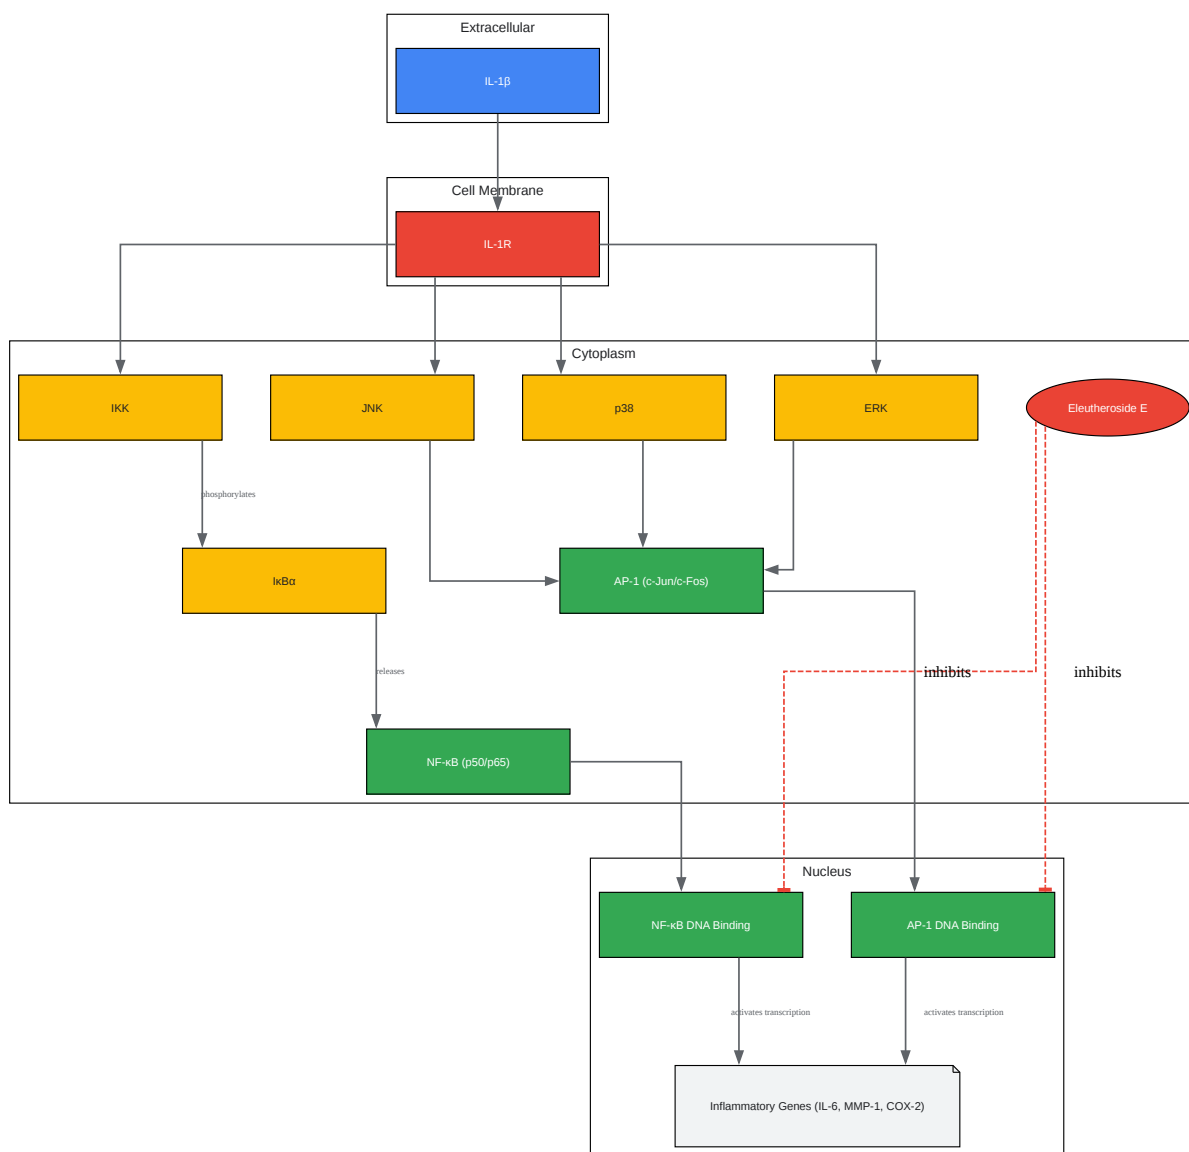 Extracellular
IL-1β
Cell Membrane
IL-1R
Cytoplasm
IKK
JNK
p38
ERK
Eleutheroside E
phosphorylates
IκBα
AP-1 (c-Jun/c-Fos)
releases
inhibits
inhibits
NF-κB (p50/p65)
Nucleus
NF-κB DNA Binding
AP-1 DNA Binding
activates transcription
activates transcription
Inflammatory Genes (IL-6, MMP-1, COX-2)